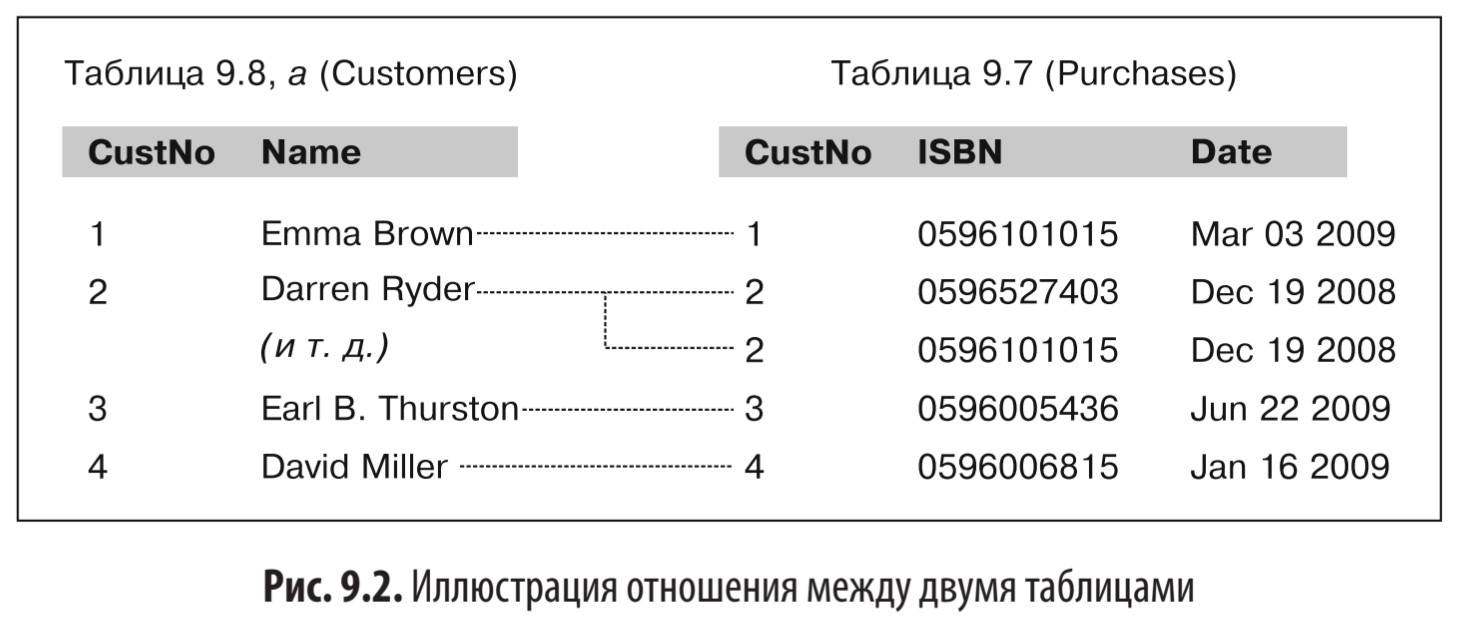 Таблица 9.8, а (Customers) Таблица 9.7 (Purchases)
CustNo Name CustNo ISBN Date
1 Emma Brown 1 0596101015 Mar 03 2009
2 Darren Ryder 2 0596527403 Dec 19 2008
(и т. д.) 2 0596101015 Dec 19 2008
3 Earl B. Thurston 3 0596005436 Jun 22 2009
4 David Miller 4 0596006815 Jan 16 2009
Рис. 9.2. Иллюстрация отношения между двумя таблицами